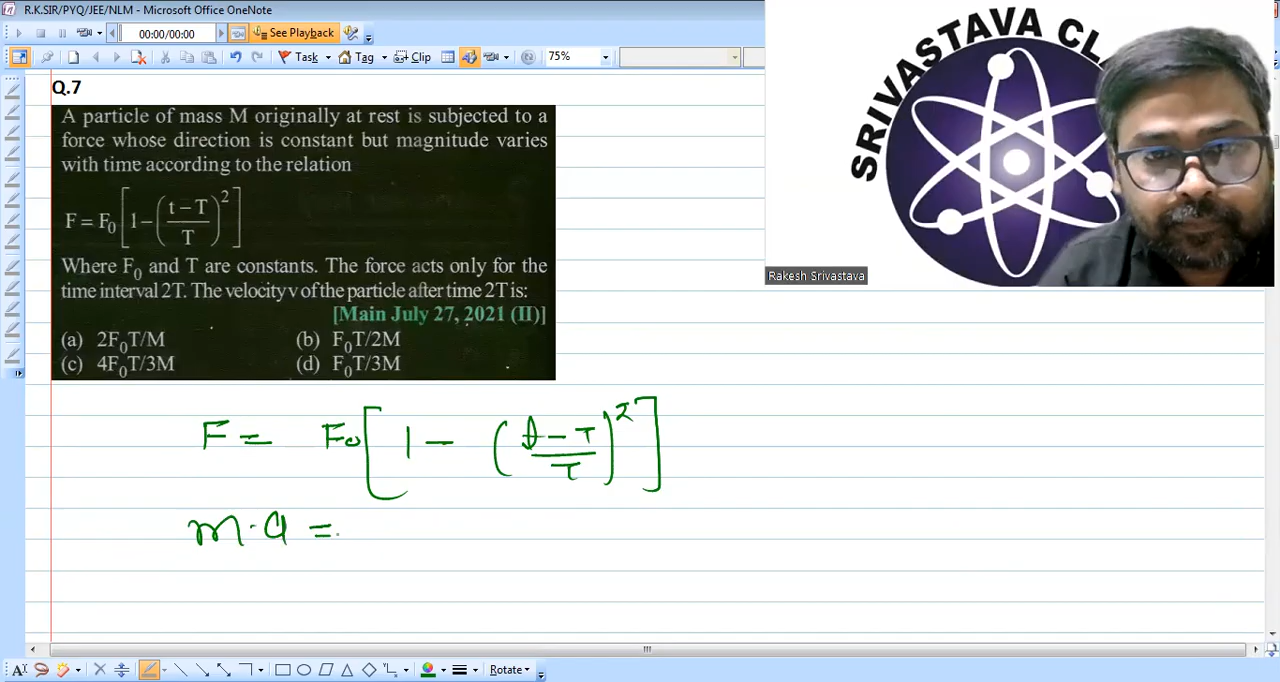 R.K.SIR/PYQ/JEE/NLM - Microsoft Office OneNote
00:00/00:00 See Playback
Task Tag Clip 75%
Q.7
A particle of mass M originally at rest is subjected to a
force whose direction is constant but magnitude varies
with time according to the relation
F = F₀ [1 − ((t − T)/T)²]
Where F₀ and T are constants. The force acts only for the
time interval 2T. The velocity v of the particle after time 2T is:
[Main July 27, 2021 (II)]
(a) 2F₀T/M (b) F₀T/2M
(c) 4F₀T/3M (d) F₀T/3M
F = F₀ [1 − ((t − T)/T)²]
m·a =
SRIVASTAVA CL
Rakesh Srivastava
Rotate